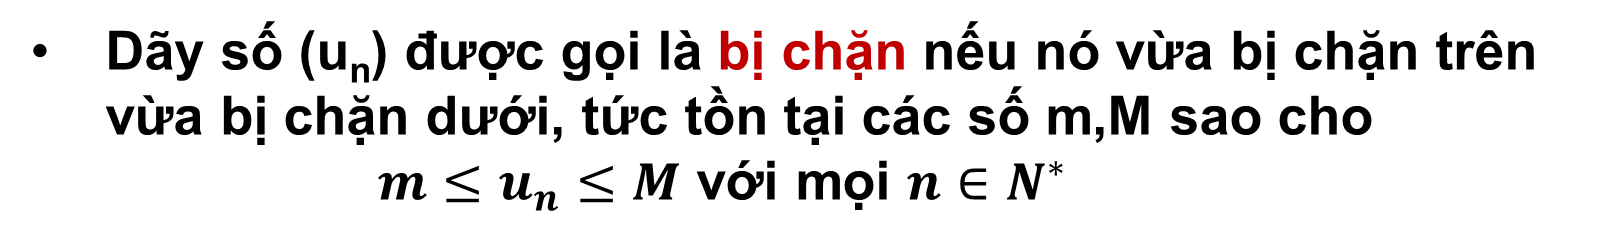 • Dãy số (uₙ) được gọi là bị chặn nếu nó vừa bị chặn trên
vừa bị chặn dưới, tức tồn tại các số m,M sao cho
m ≤ uₙ ≤ M với mọi n ∈ N*